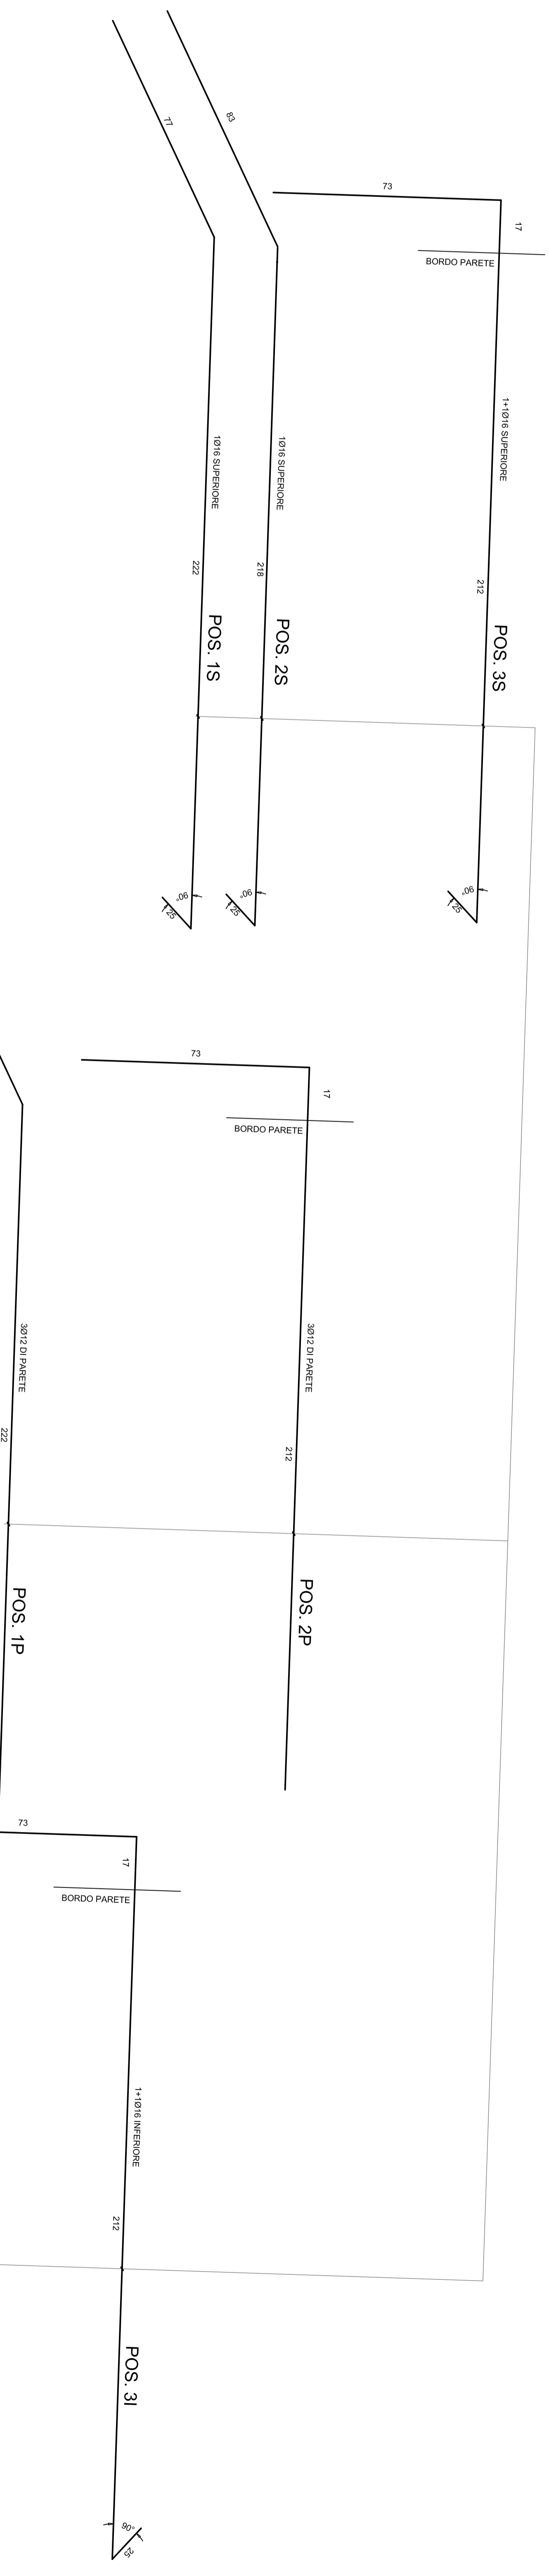 83
77
73
17
BORDO PARETE
1+1Ø16 SUPERIORE
1Ø16 SUPERIORE
1Ø16 SUPERIORE
222
218
212
POS. 1S
POS. 2S
POS. 3S
90°
25
90°
25
90°
25
73
17
BORDO PARETE
3Ø12 DI PARETE
3Ø12 DI PARETE
222
212
POS. 1P
POS. 2P
73
17
BORDO PARETE
1+1Ø16 INFERIORE
212
POS. 3I
90°
25